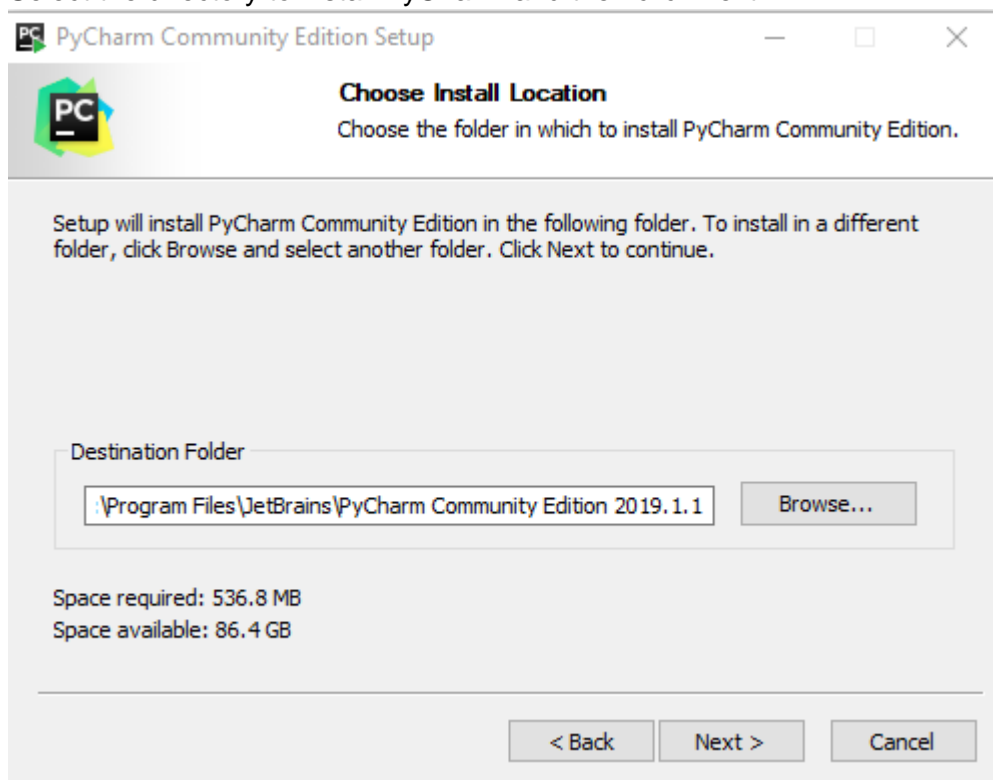 PyCharm Community Edition Setup
PC
Choose Install Location
Choose the folder in which to install PyCharm Community Edition.
Setup will install PyCharm Community Edition in the following folder. To install in a different
folder, click Browse and select another folder. Click Next to continue.
Destination Folder
:\Program Files\JetBrains\PyCharm Community Edition 2019.1.1
Browse...
Space required: 536.8 MB
Space available: 86.4 GB
< Back
Next >
Cancel